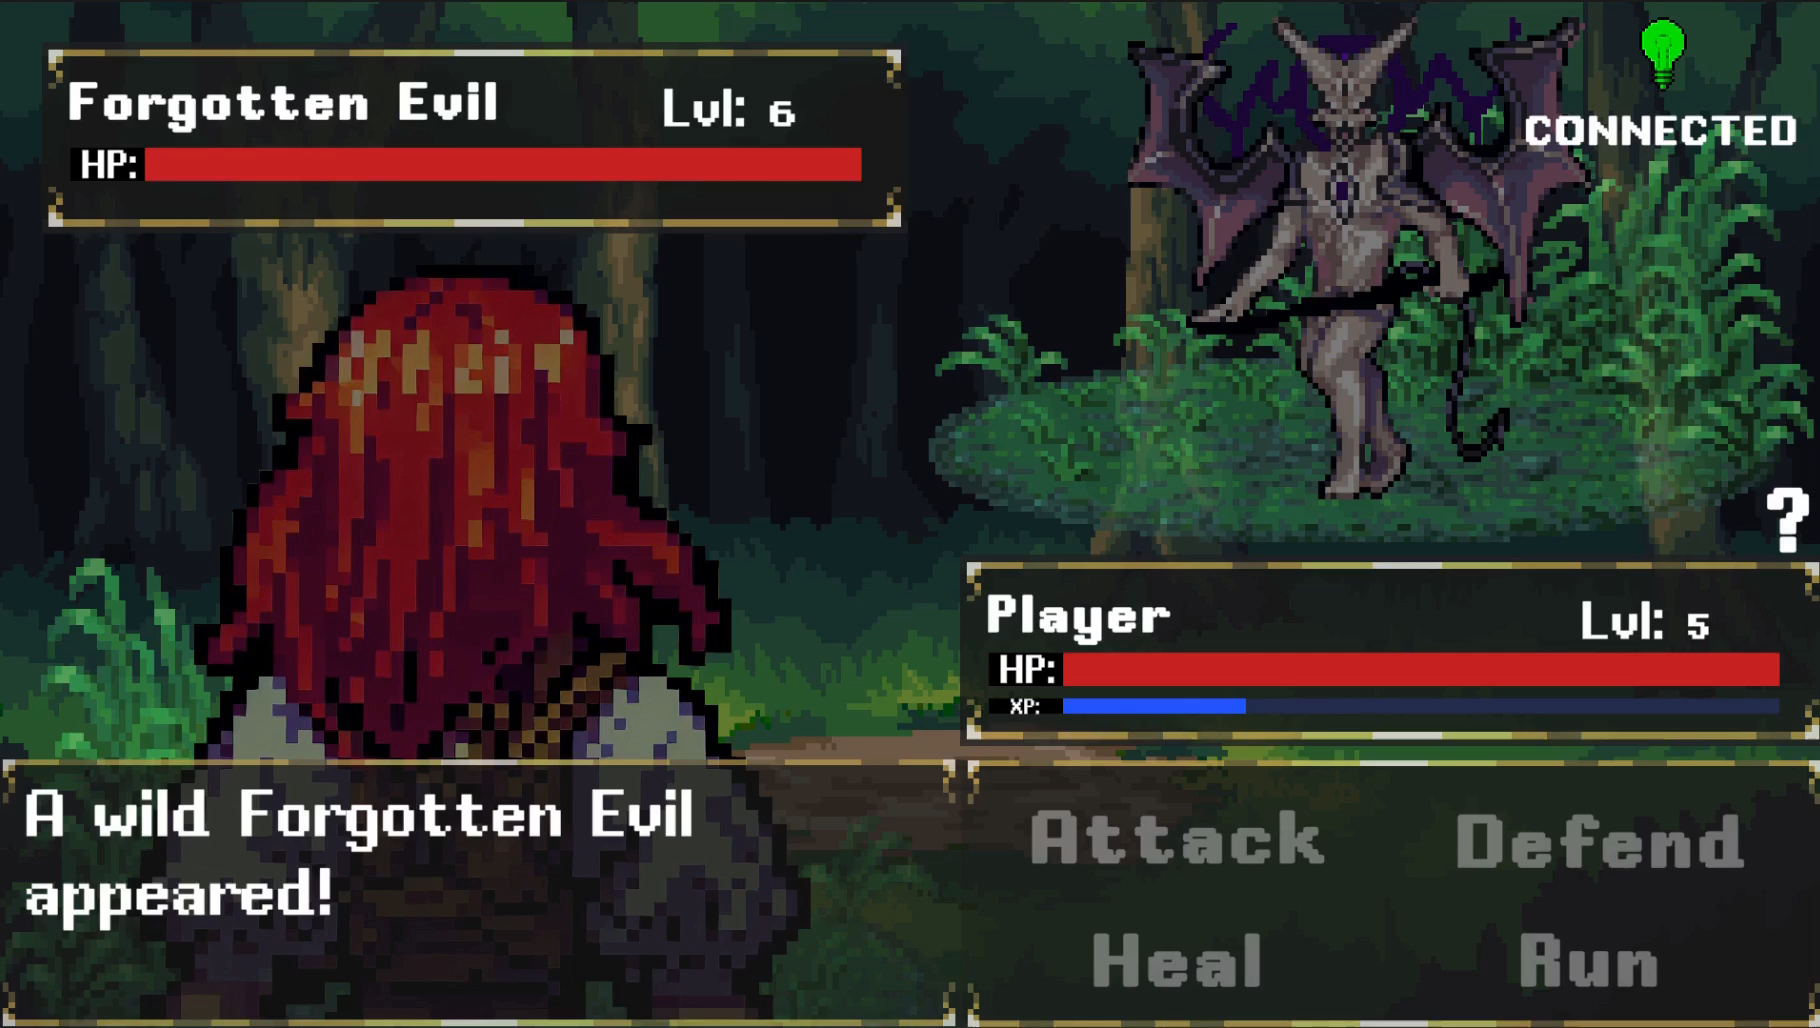 Forgotten Evil Lvl: 6
HP:
CONNECTED
?
Player Lvl: 5
HP:
XP:
A wild Forgotten Evil
appeared!
Attack Defend
Heal Run